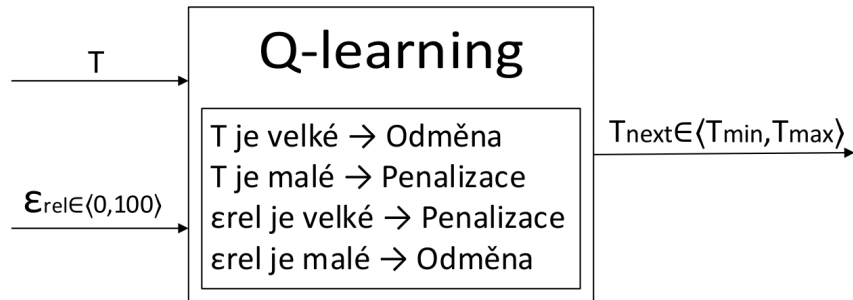 Q-learning
T
T je velké → Odměna
T je malé → Penalizace
εrel je velké → Penalizace
εrel je malé → Odměna
εrel∈⟨0,100⟩
Tnext∈⟨Tmin,Tmax⟩